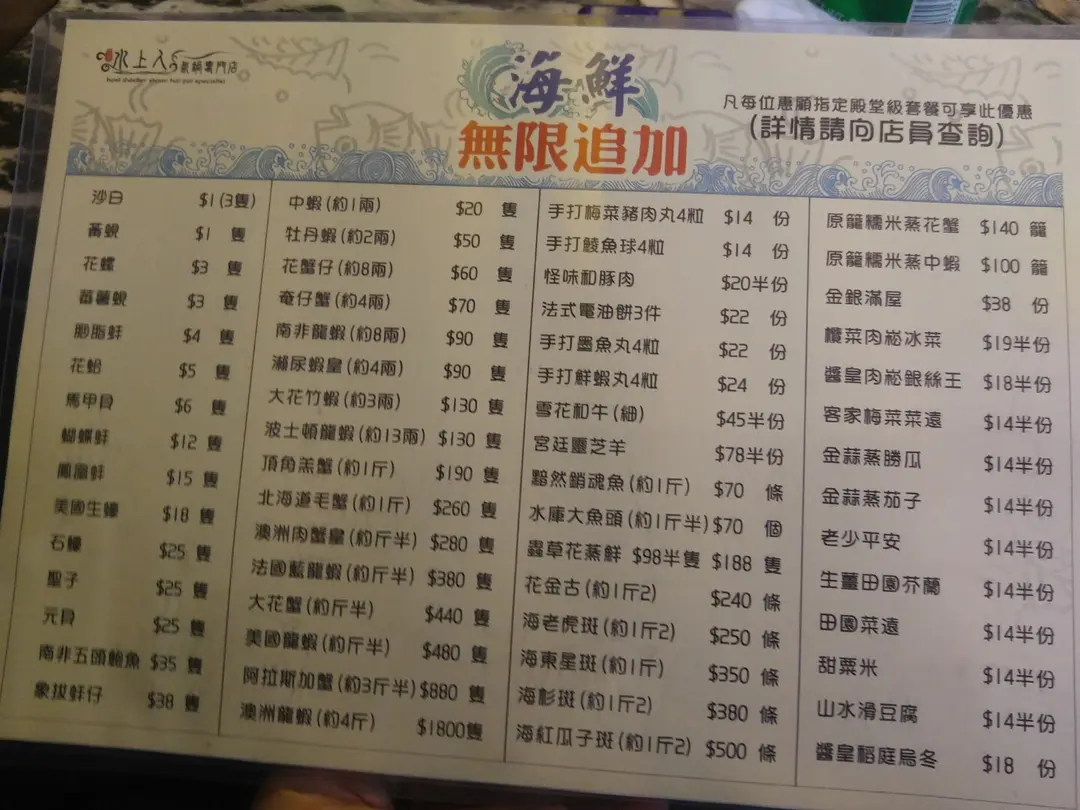 水上人蒸鍋專門店
海鮮
無限追加
凡每位惠顧指定殿堂級套餐可享此優惠
(詳情請向店員查詢)
沙白 $1(3隻)
黃蜆 $1 隻
花螺 $3 隻
蕃薯蜆 $3 隻
胭脂蚌 $4 隻
花蛤 $5 隻
馬甲貝 $6 隻
蝴蝶蚌 $12 隻
鳳凰蚌 $15 隻
美國生蠔 $18 隻
石蠔 $25 隻
聖子 $25 隻
元貝 $25 隻
南非五頭鮑魚 $35 隻
象拔蚌仔 $38 隻
中蝦(約1兩) $20 隻
牡丹蝦(約2兩) $50 隻
花蟹仔(約8兩) $60 隻
奄仔蟹(約4兩) $70 隻
南非龍蝦(約8兩) $90 隻
瀨尿蝦皇(約4兩) $90 隻
大花竹蝦(約3兩) $130 隻
波士頓龍蝦(約13兩) $130 隻
頂角羔蟹(約1斤) $190 隻
北海道毛蟹(約1斤) $260 隻
澳洲肉蟹皇(約斤半) $280 隻
法國藍龍蝦(約斤半) $380 隻
大花蟹(約斤半) $440 隻
美國龍蝦(約斤半) $480 隻
阿拉斯加蟹(約3斤半) $880 隻
澳洲龍蝦(約4斤) $1800隻
手打梅菜豬肉丸4粒 $14 份
手打鯪魚球4粒 $14 份
怪味和豚肉 $20半份
法式電油餅3件 $22 份
手打墨魚丸4粒 $22 份
手打鮮蝦丸4粒 $24 份
雪花和牛(細) $45半份
宮廷靈芝羊 $78半份
黯然銷魂魚(約1斤) $70 條
水庫大魚頭(約1斤半) $70 個
蟲草花蒸鮮 $98半隻 $188 隻
花金古(約1斤2) $240 條
海老虎斑(約1斤2) $250 條
海東星斑(約1斤) $350 條
海杉斑(約1斤2) $380 條
海紅瓜子斑(約1斤2) $500 條
原籠糯米蒸花蟹 $140 籠
原籠糯米蒸中蝦 $100 籠
金銀滿屋 $38 份
欖菜肉崧冰菜 $19半份
醬皇肉崧銀絲王 $18半份
客家梅菜菜遠 $14半份
金蒜蒸勝瓜 $14半份
金蒜蒸茄子 $14半份
老少平安 $14半份
生薑田園芥蘭 $14半份
田園菜遠 $14半份
甜粟米 $14半份
山水滑豆腐 $14半份
醬皇稻庭烏冬 $18 份